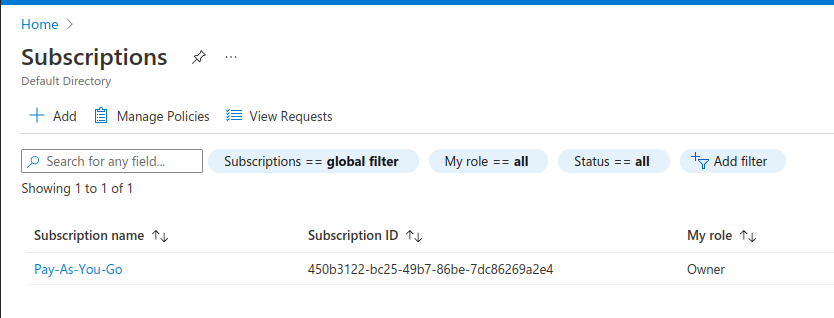 Home
Subscriptions
Default Directory
Add Manage Policies View Requests
Search for any field... Subscriptions == global filter My role == all Status == all Add filter
Showing 1 to 1 of 1
Subscription name Subscription ID My role
Pay-As-You-Go 450b3122-bc25-49b7-86be-7dc86269a2e4 Owner